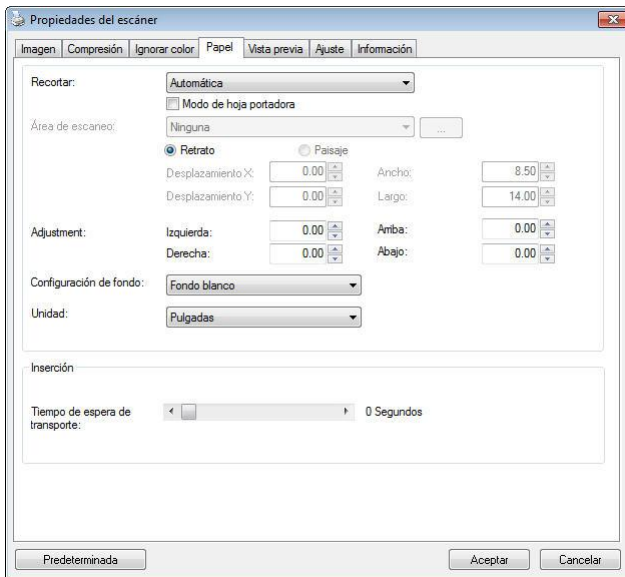 Propiedades del escáner
Imagen Compresión Ignorar color Papel Vista previa Ajuste Información
Recortar: Automática
Modo de hoja portadora
Área de escaneo: Ninguna ...
Retrato Paisaje
Desplazamiento X: 0.00 Ancho: 8.50
Desplazamiento Y: 0.00 Largo: 14.00
Adjustment: Izquierda: 0.00 Arriba: 0.00
Derecha: 0.00 Abajo: 0.00
Configuración de fondo: Fondo blanco
Unidad: Pulgadas
Inserción
Tiempo de espera de 0 Segundos
transporte:
Predeterminada Aceptar Cancelar